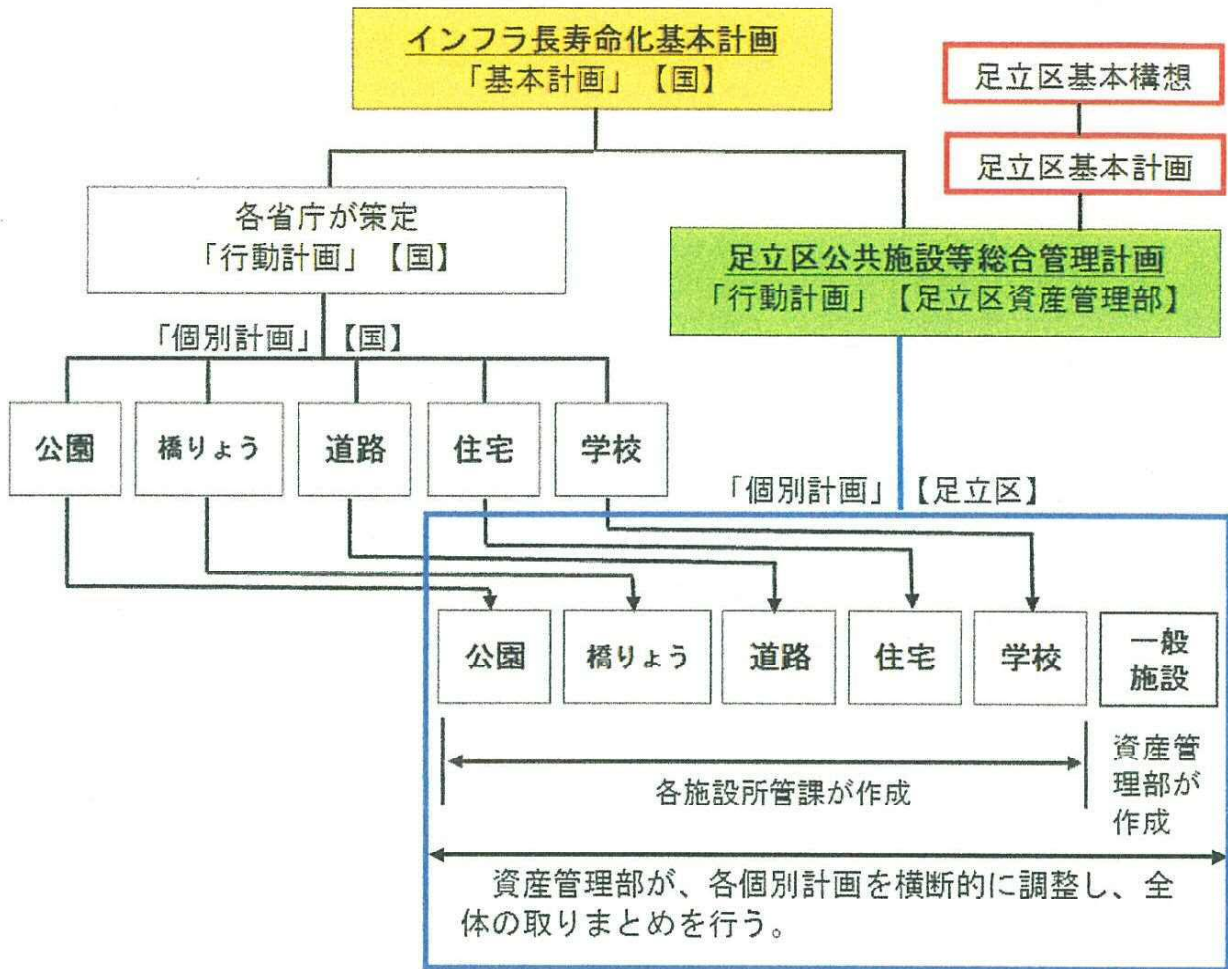 インフラ長寿命化基本計画
「基本計画」【国】
足立区基本構想
足立区基本計画
各省庁が策定
「行動計画」【国】
足立区公共施設等総合管理計画
「行動計画」【足立区資産管理部】
「個別計画」【国】
公園
橋りょう
道路
住宅
学校
「個別計画」【足立区】
公園
橋りょう
道路
住宅
学校
一般
施設
各施設所管課が作成
資産管
理部が
作成
資産管理部が、各個別計画を横断的に調整し、全
体の取りまとめを行う。